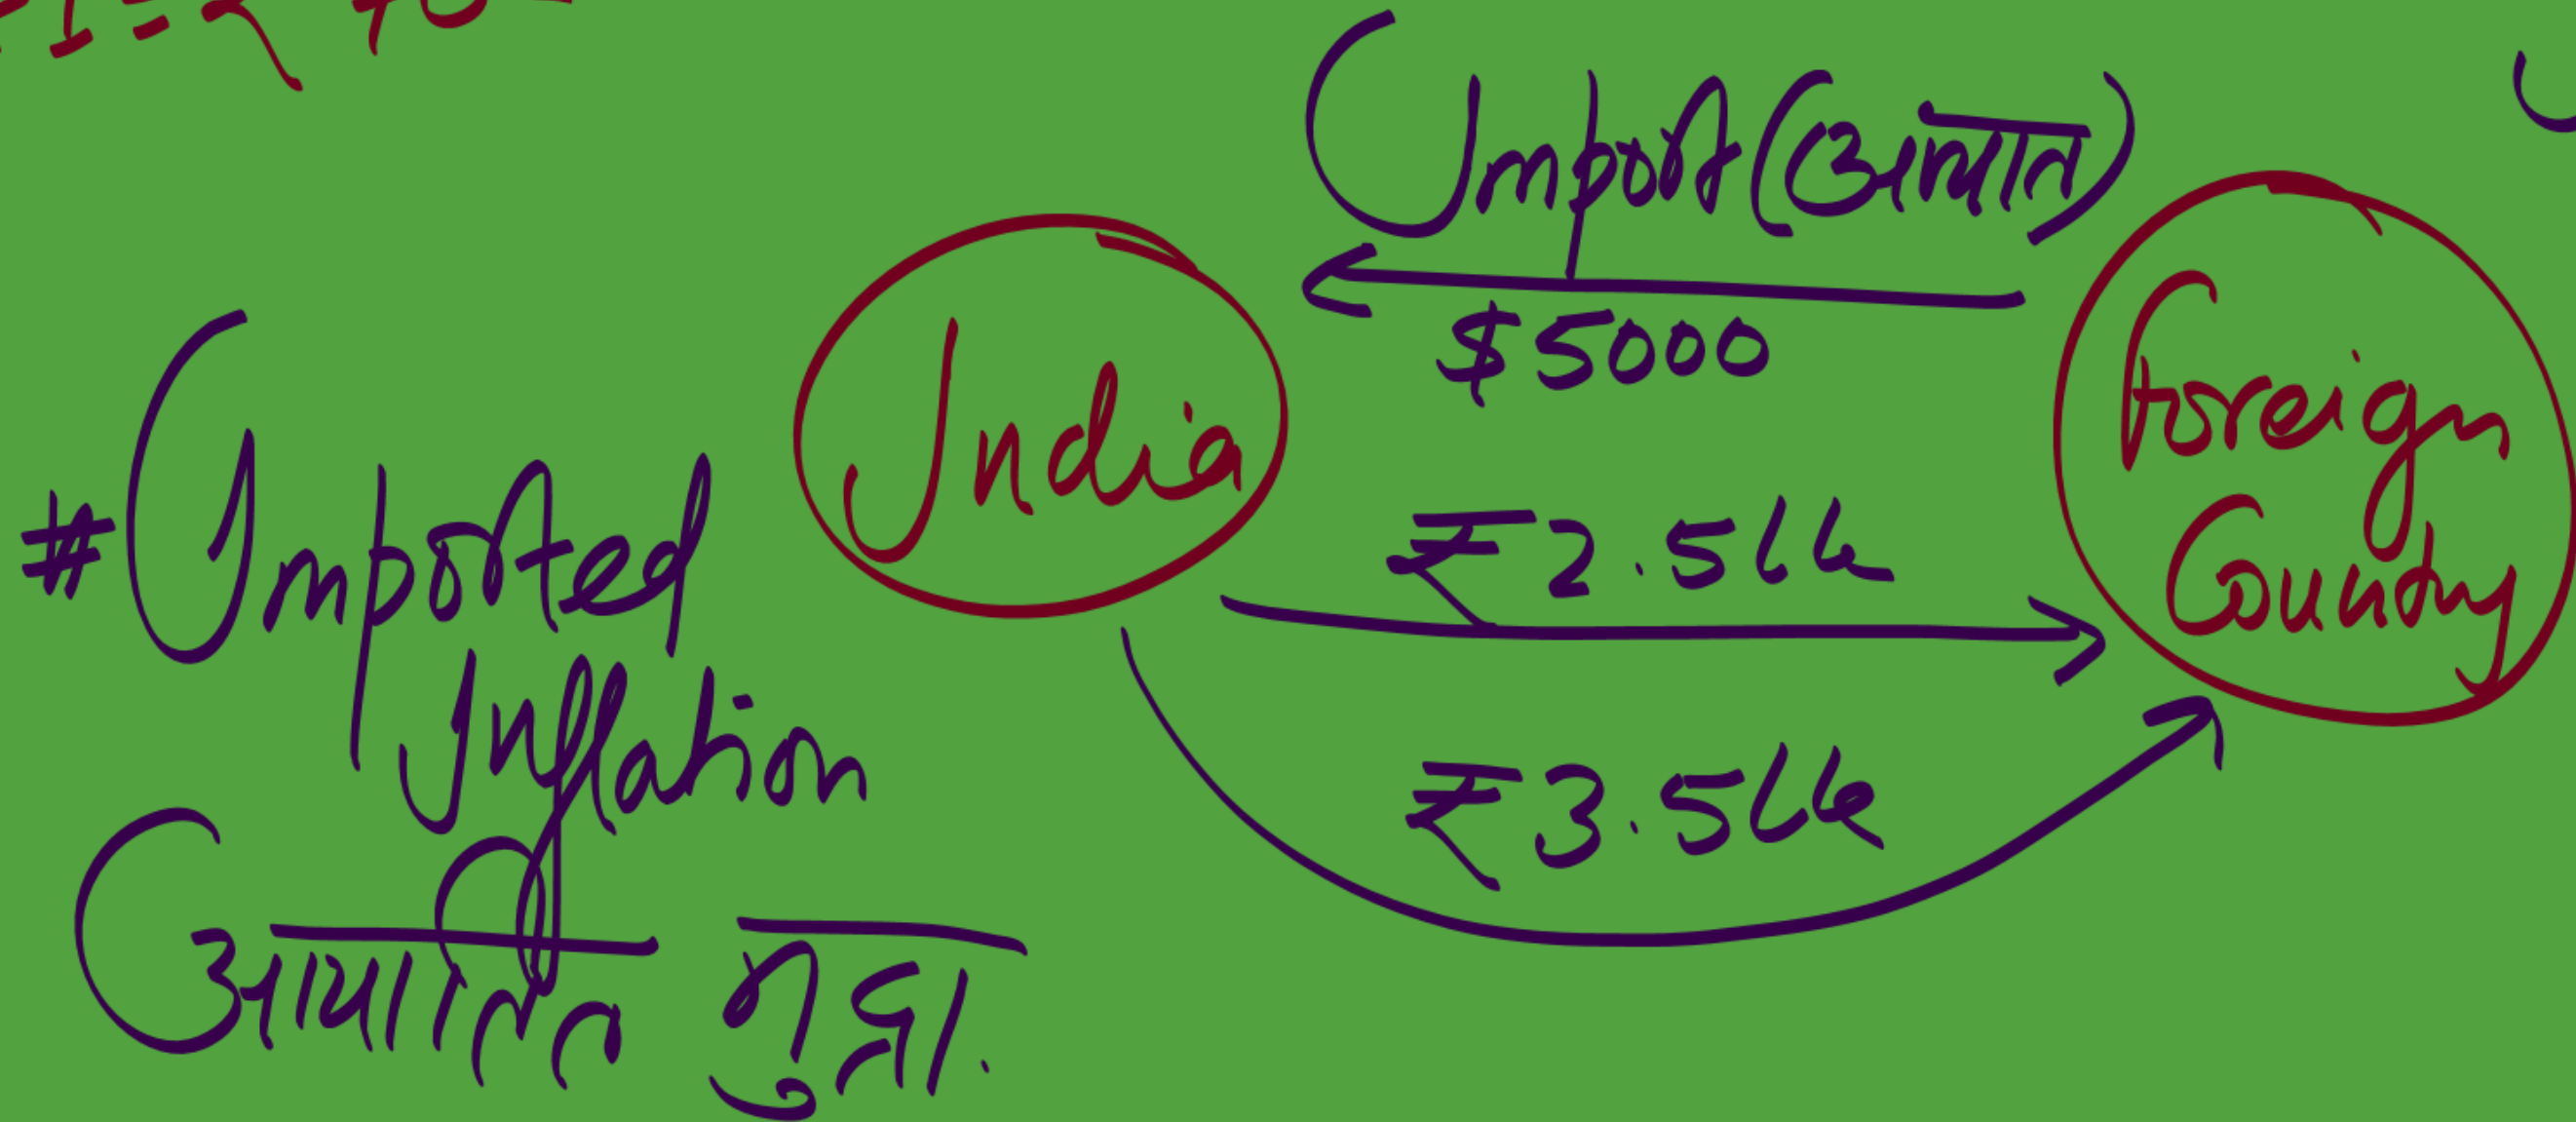 Import (आयात)
$5000
India
Foreign
Country
₹2.5lk
₹3.5lk
# Imported
Inflation
आयातित मुद्रा.